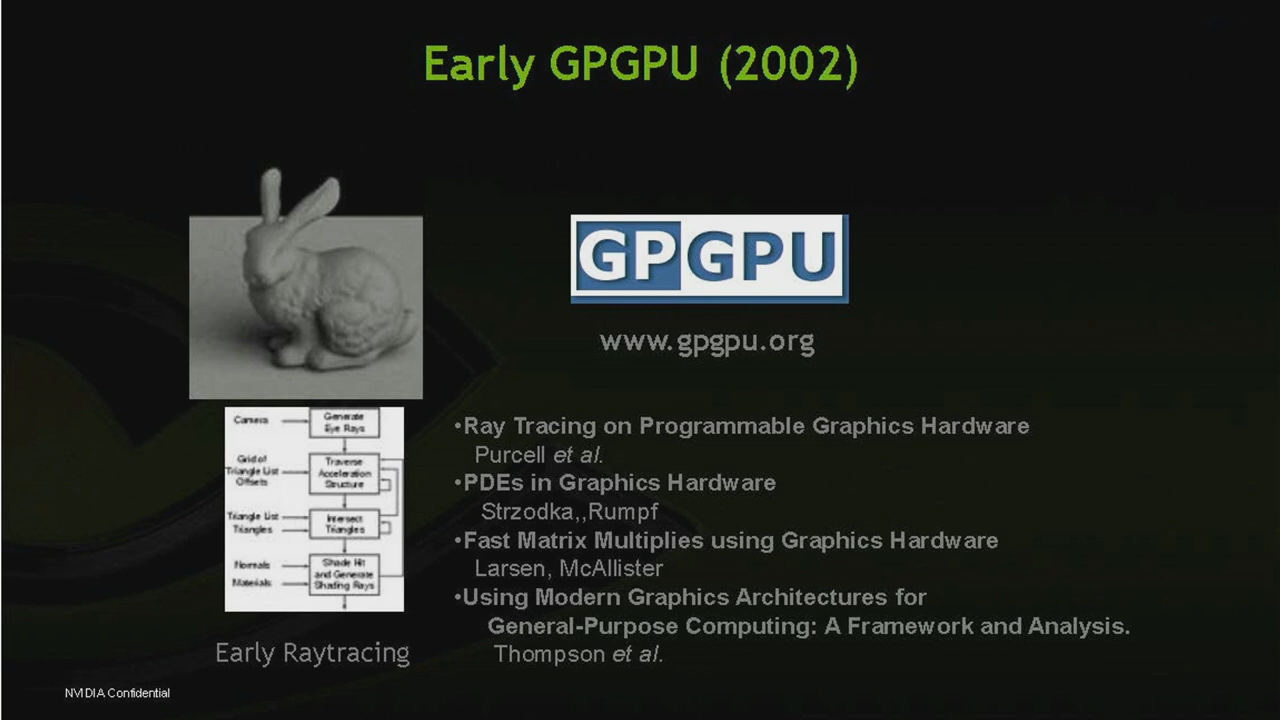 Early GPGPU (2002)
GPGPU
www.gpgpu.org
Camera
Generate
Eye Rays
Grid of
Triangle List
Offsets
Traverse
Acceleration
Structure
Triangle List
Triangles
Intersect
Triangles
Normals
Materials
Shade Hit
and Generate
Shading Rays
Early Raytracing
•Ray Tracing on Programmable Graphics Hardware
Purcell et al.
•PDEs in Graphics Hardware
Strzodka,,Rumpf
•Fast Matrix Multiplies using Graphics Hardware
Larsen, McAllister
•Using Modern Graphics Architectures for
General-Purpose Computing: A Framework and Analysis.
Thompson et al.
NVIDIA Confidential